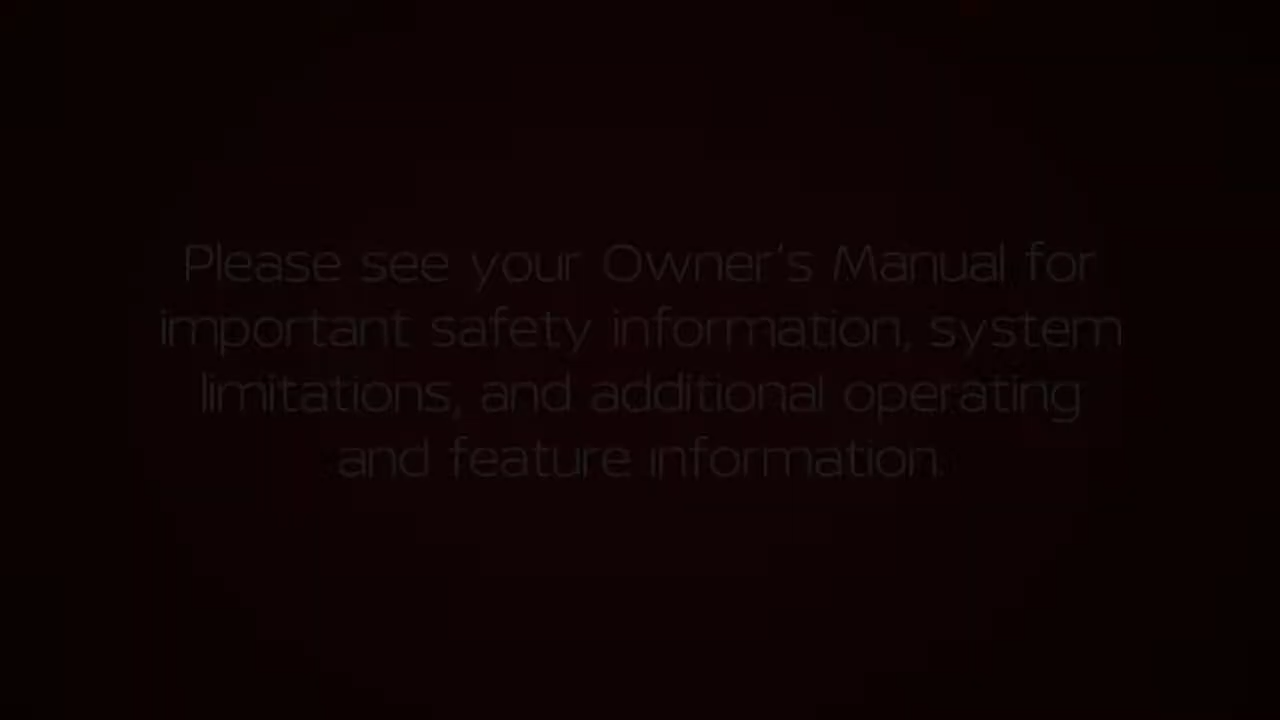 Please see your Owner's Manual for
important safety information, system
limitations, and additional operating
and feature information.